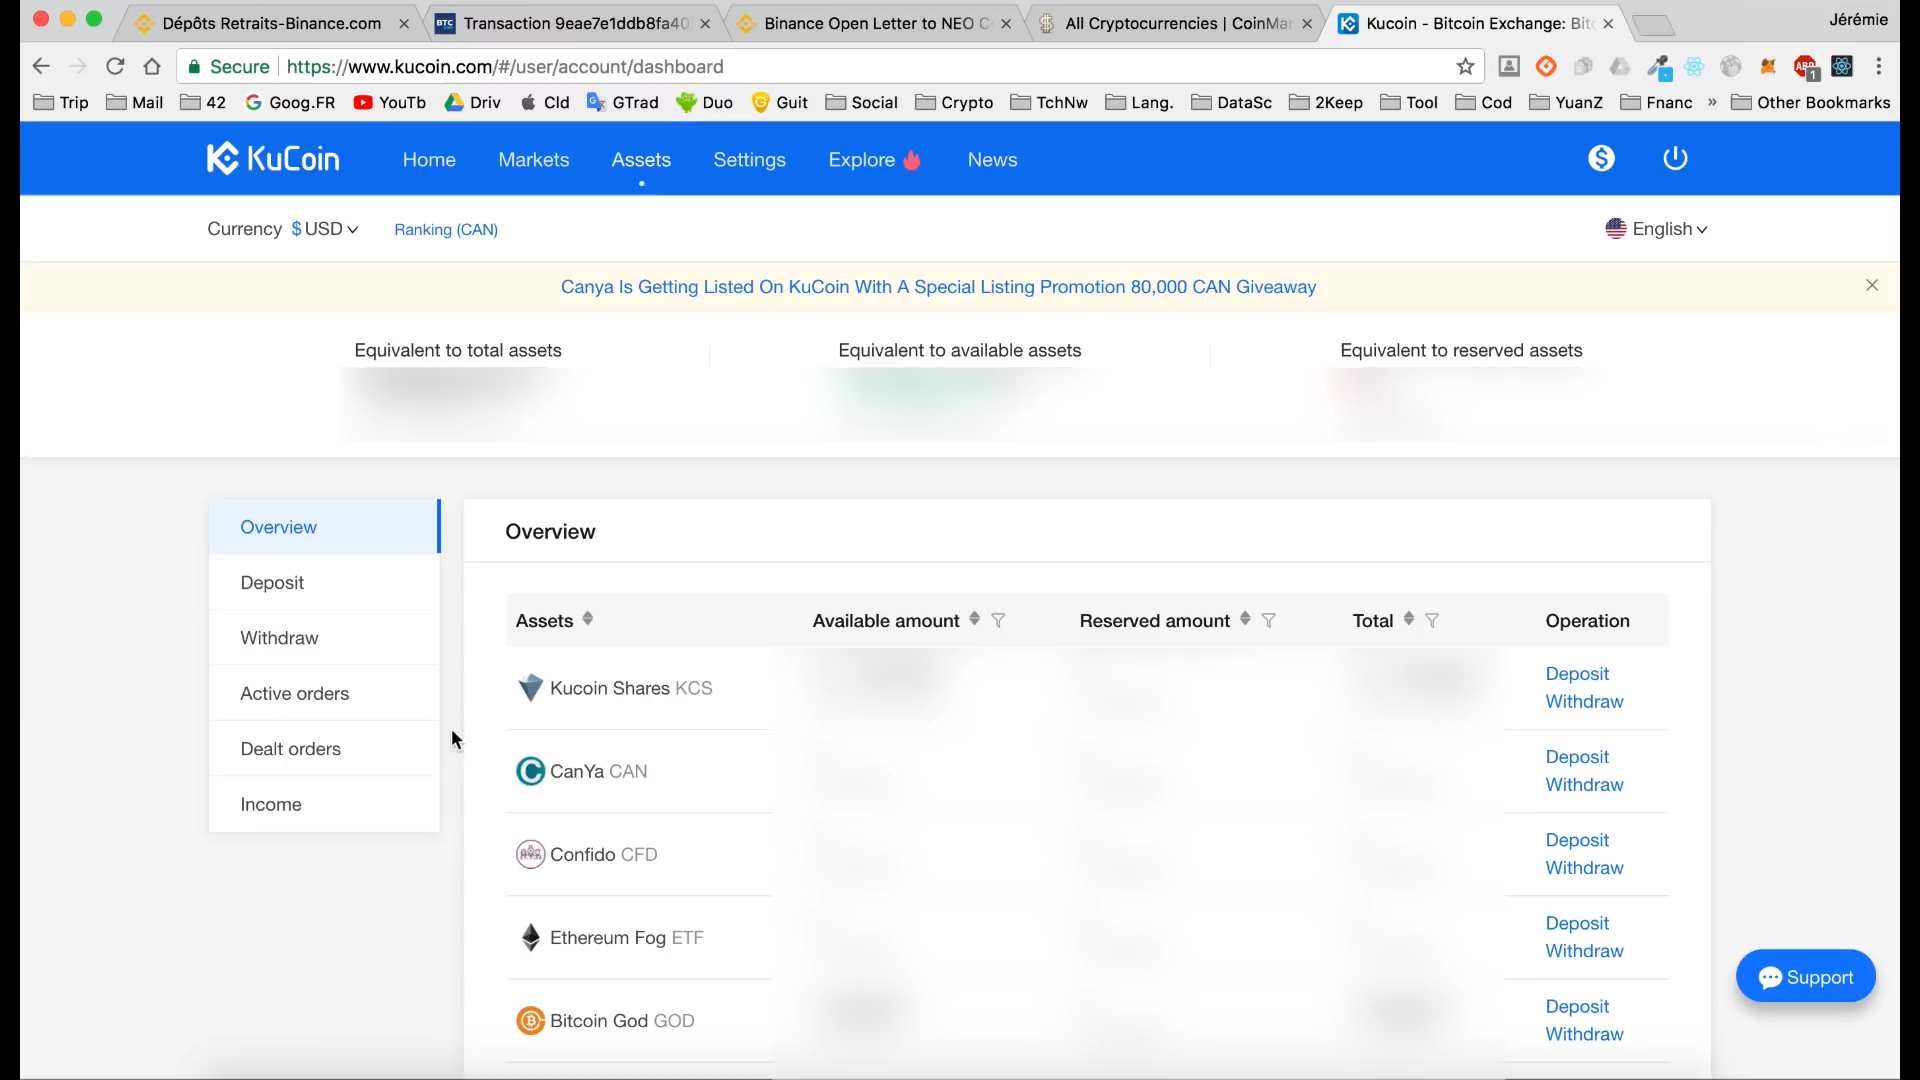 Dépôts Retraits-Binance.com
BTC
Transaction 9eae7e1ddb8fa40
Binance Open Letter to NEO C
All Cryptocurrencies | CoinMar
Kucoin - Bitcoin Exchange: Bit
Jérémie
Secure
https://www.kucoin.com/#/user/account/dashboard
ABP
1
Trip
Mail
42
Goog.FR
YouTb
Driv
Cld
GTrad
Duo
Guit
Social
Crypto
TchNw
Lang.
DataSc
2Keep
Tool
Cod
YuanZ
Fnanc
»
Other Bookmarks
KuCoin
Home
Markets
Assets
Settings
Explore
News
Currency $ USD
Ranking (CAN)
English
Canya Is Getting Listed On KuCoin With A Special Listing Promotion 80,000 CAN Giveaway
Equivalent to total assets
Equivalent to available assets
Equivalent to reserved assets
Overview
Deposit
Withdraw
Active orders
Dealt orders
Income
Overview
Assets
Available amount
Reserved amount
Total
Operation
Kucoin Shares KCS
Deposit
Withdraw
CanYa CAN
Deposit
Withdraw
Confido CFD
Deposit
Withdraw
Ethereum Fog ETF
Deposit
Withdraw
Bitcoin God GOD
Deposit
Withdraw
Support